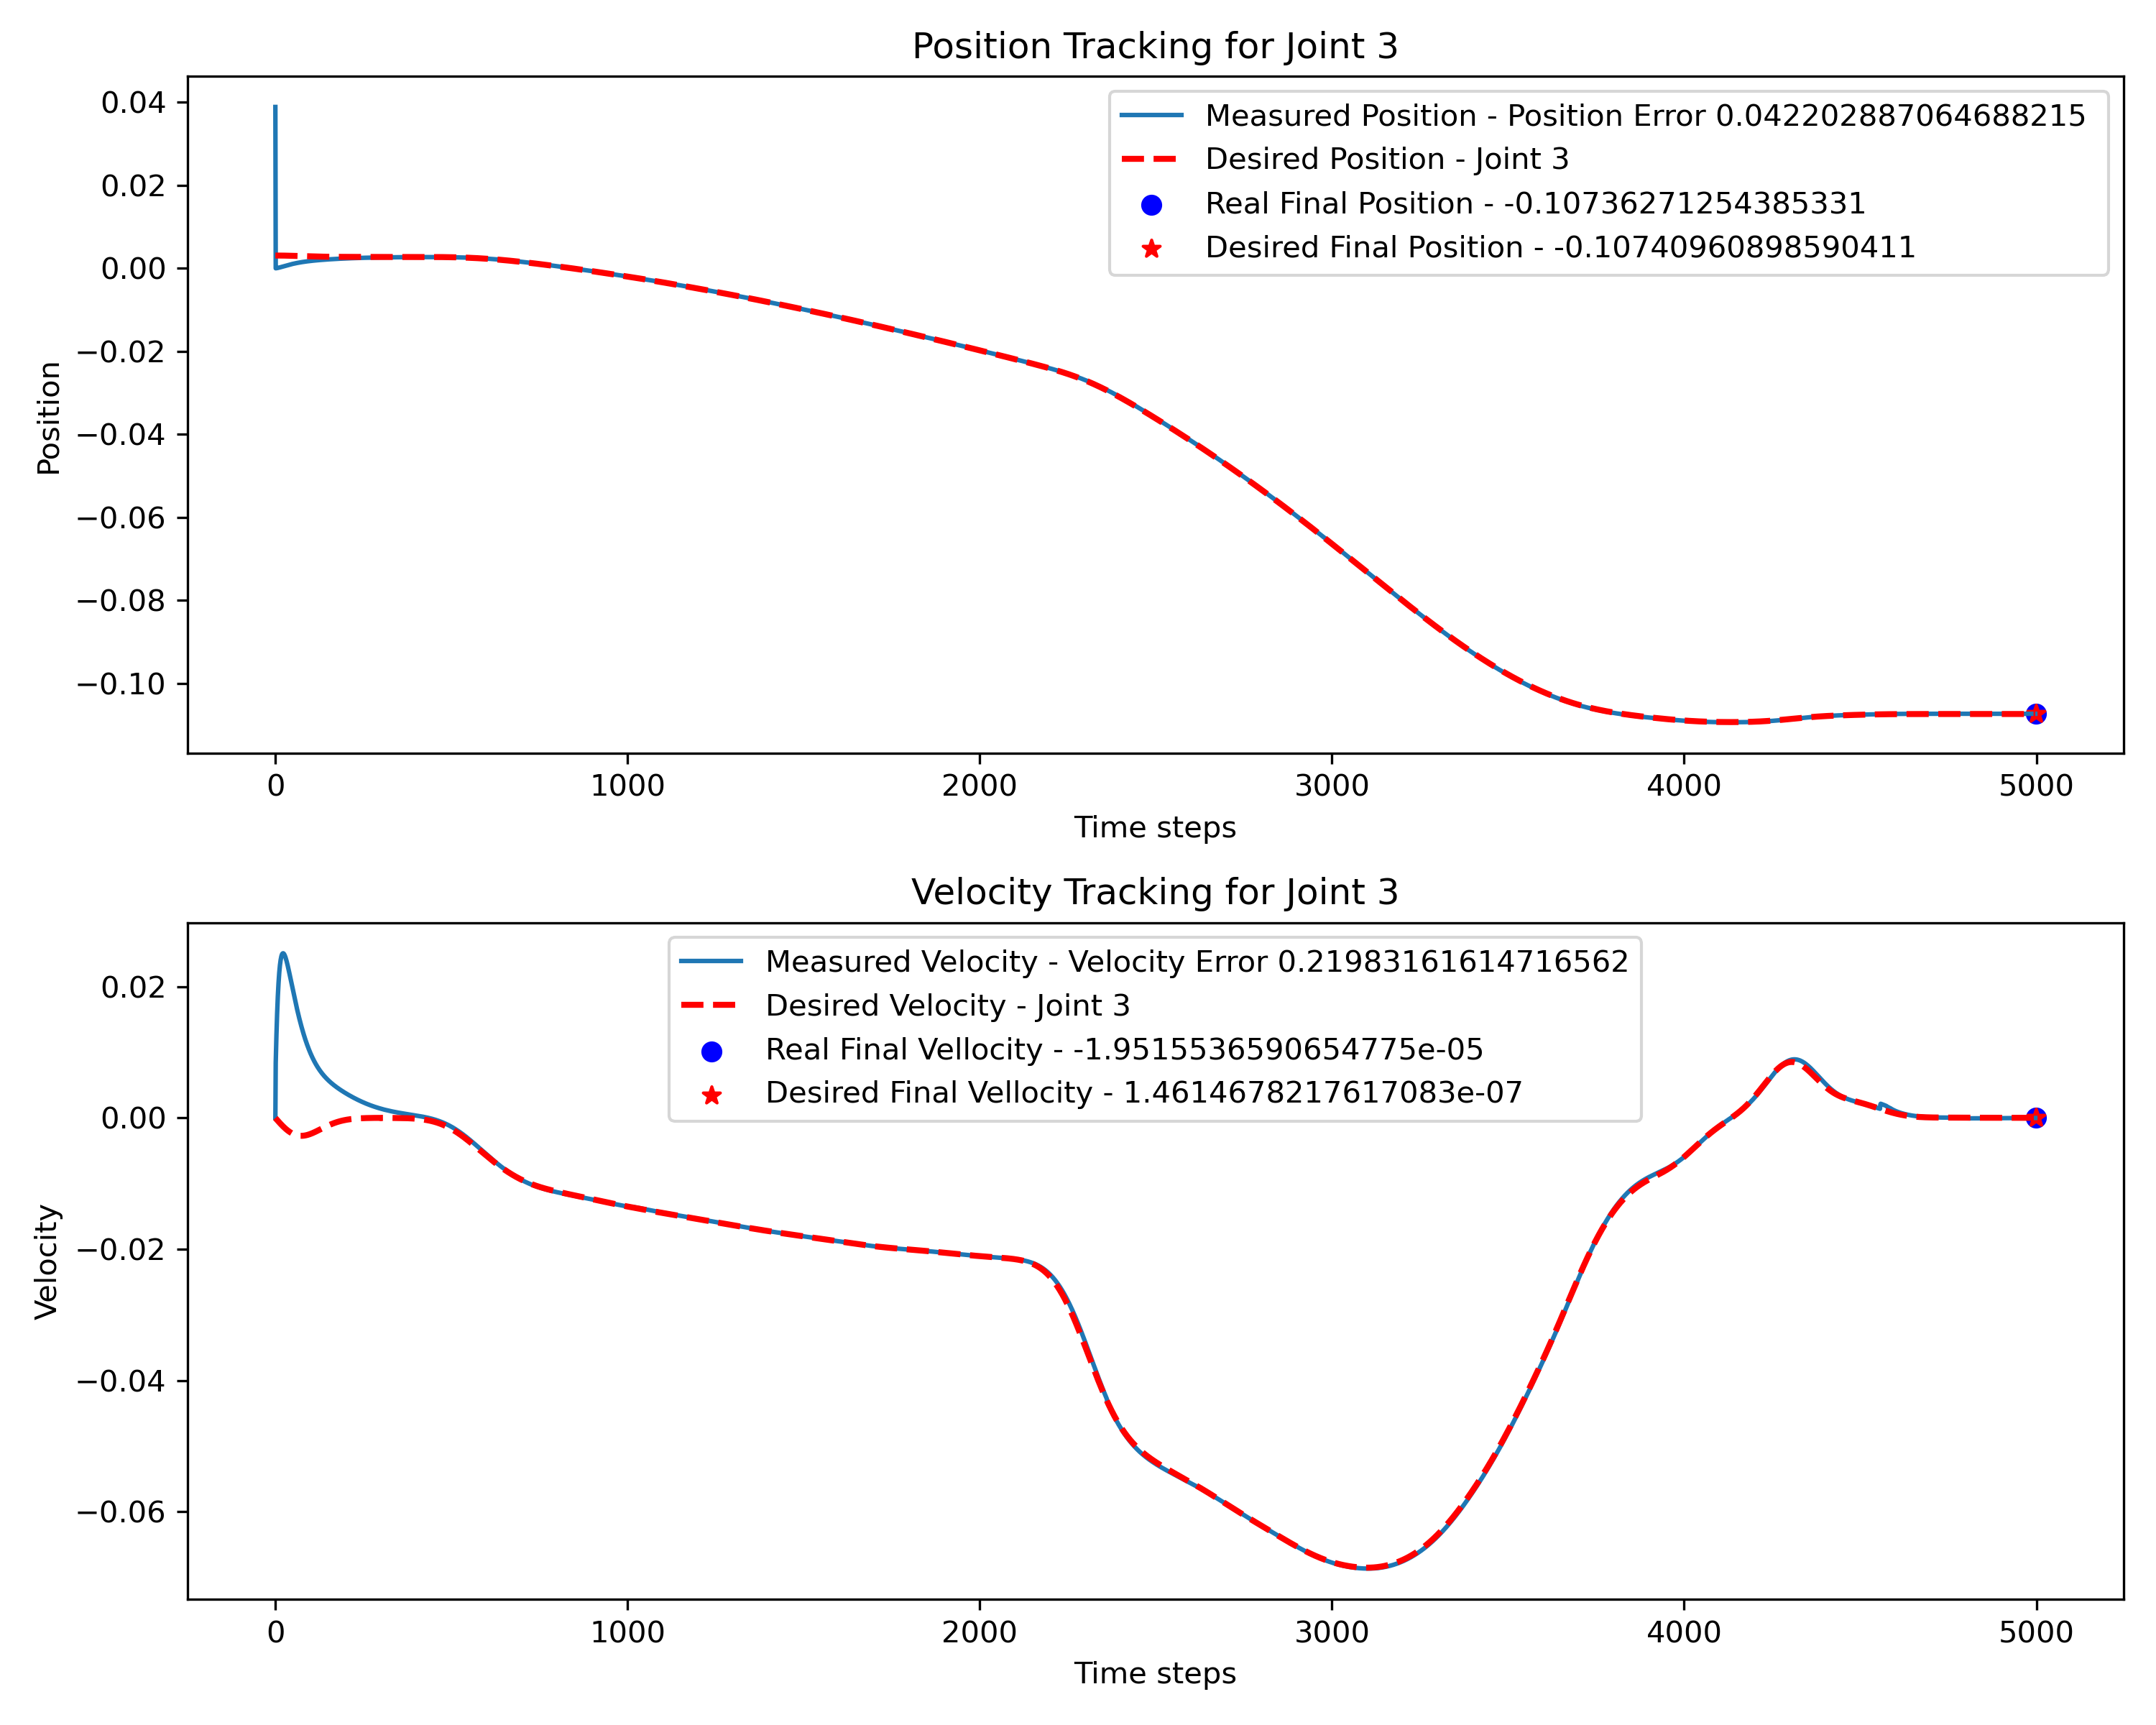 Position Tracking for Joint 3
0.04
0.02
0.00
−0.02
−0.04
−0.06
−0.08
−0.10
Position
Measured Position - Position Error 0.042202887064688215
Desired Position - Joint 3
Real Final Position - -0.10736271254385331
Desired Final Position - -0.10740960898590411
0 1000 2000 3000 4000 5000
Time steps
Velocity Tracking for Joint 3
0.02
0.00
−0.02
−0.04
−0.06
Velocity
Measured Velocity - Velocity Error 0.21983161614716562
Desired Velocity - Joint 3
Real Final Vellocity - -1.9515536590654775e-05
Desired Final Vellocity - 1.4614678217617083e-07
0 1000 2000 3000 4000 5000
Time steps